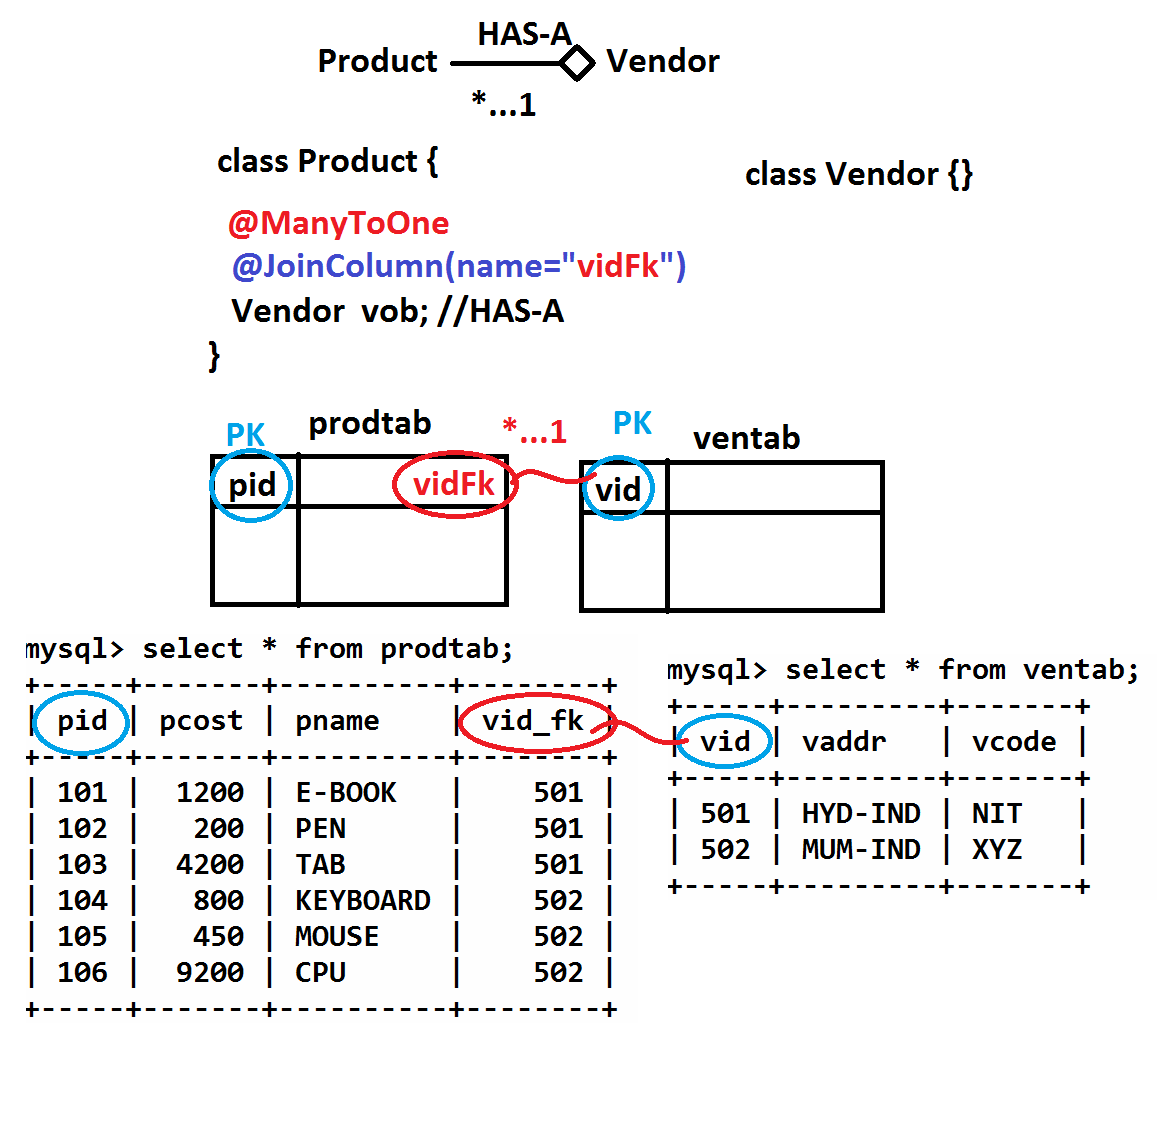 HAS-A
Product Vendor
*...1
class Product {
class Vendor {}
@ManyToOne
@JoinColumn(name="vidFk")
Vendor vob; //HAS-A
}
PK prodtab *...1 PK ventab
pid vidFk vid
mysql> select * from prodtab;
+-----+-------+----------+--------+
| pid | pcost | pname    | vid_fk |
+-----+-------+----------+--------+
| 101 |  1200 | E-BOOK   |    501 |
| 102 |   200 | PEN      |    501 |
| 103 |  4200 | TAB      |    501 |
| 104 |   800 | KEYBOARD |    502 |
| 105 |   450 | MOUSE    |    502 |
| 106 |  9200 | CPU      |    502 |
+-----+-------+----------+--------+
mysql> select * from ventab;
+-----+---------+-------+
| vid | vaddr   | vcode |
+-----+---------+-------+
| 501 | HYD-IND | NIT   |
| 502 | MUM-IND | XYZ   |
+-----+---------+-------+